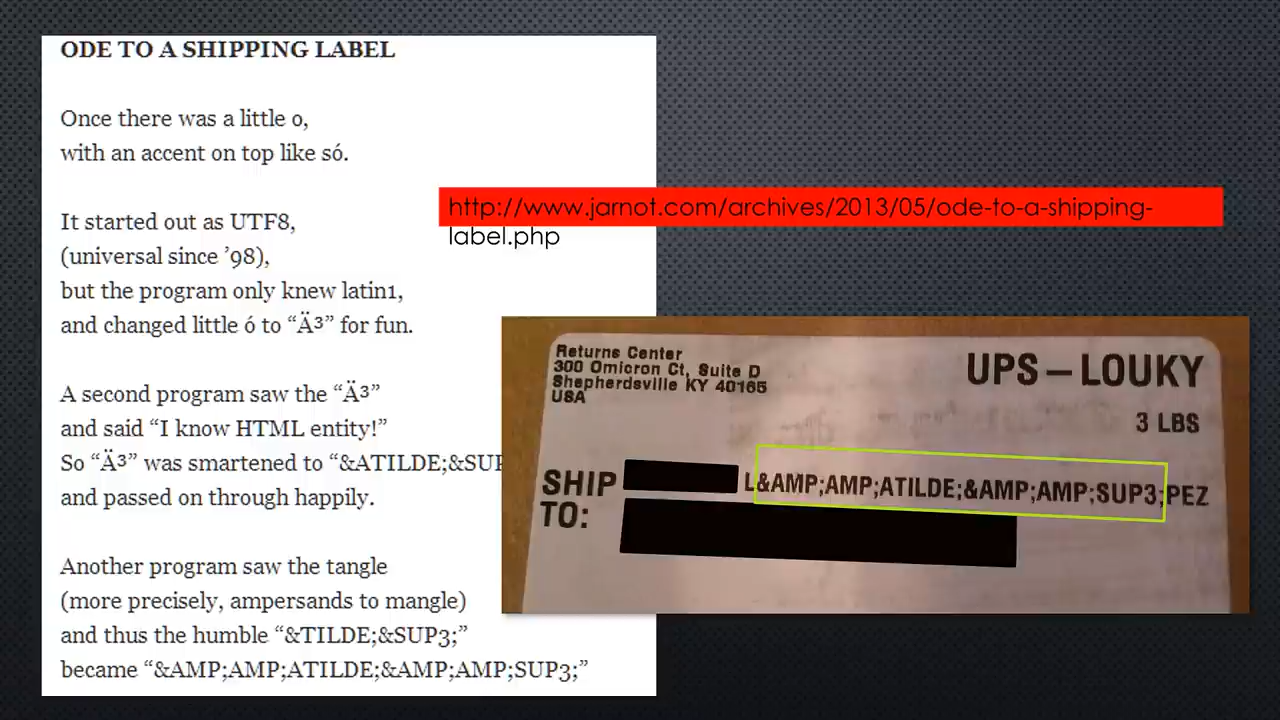 ODE TO A SHIPPING LABEL
Once there was a little o,
with an accent on top like só.
It started out as UTF8,
(universal since ’98),
but the program only knew latin1,
and changed little ó to “Ä³” for fun.
A second program saw the “Ä³”
and said “I know HTML entity!”
So “Ä³” was smartened to “&ATILDE;&SUP
and passed on through happily.
Another program saw the tangle
(more precisely, ampersands to mangle)
and thus the humble “&TILDE;&SUP3;”
became “&AMP;AMP;ATILDE;&AMP;AMP;SUP3;”
http://www.jarnot.com/archives/2013/05/ode-to-a-shipping-
label.php
Returns Center
300 Omicron Ct, Suite D
Shepherdsville KY 40165
USA
UPS – LOUKY
3 LBS
SHIP L&AMP;AMP;ATILDE;&AMP;AMP;SUP3;PEZ
TO: